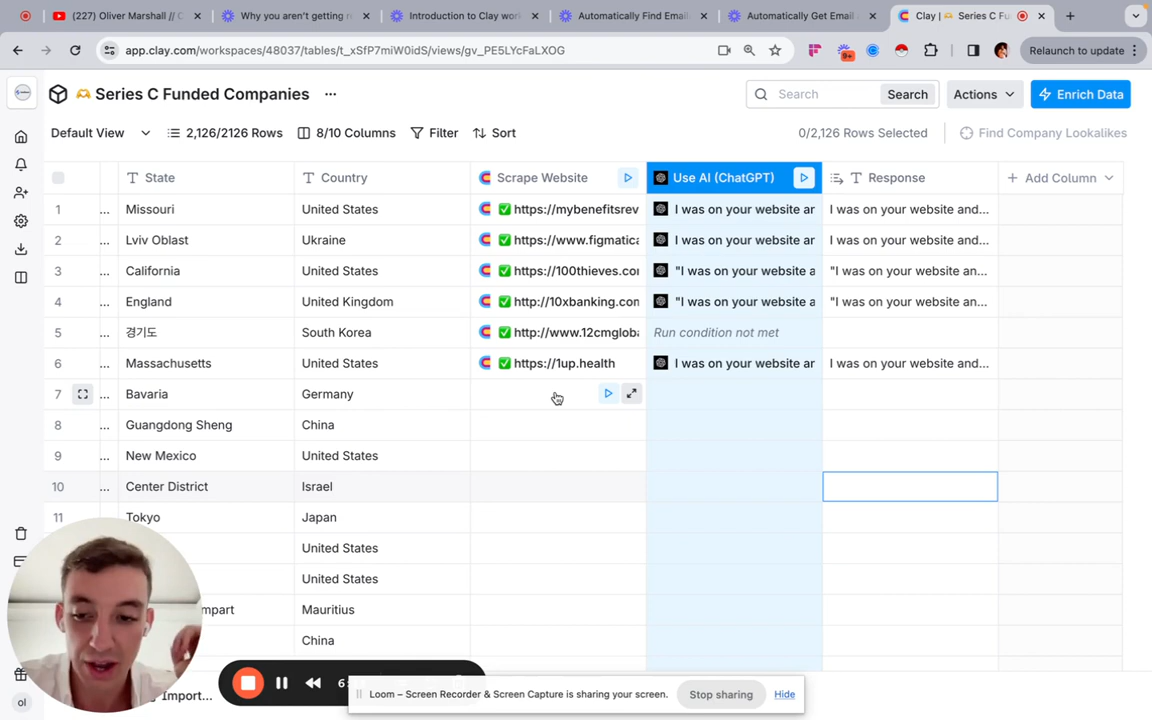 (227) Oliver Marshall // C
Why you aren't getting r
Introduction to Clay wor
Automatically Find Email
Automatically Get Email
Clay | Series C Fu
app.clay.com/workspaces/48037/tables/t_xSfP7miW0idS/views/gv_PE5LYcFaLXOG
9+
Relaunch to update
Series C Funded Companies
Search
Search
Actions
Enrich Data
Default View
2,126/2126 Rows
8/10 Columns
Filter
Sort
0/2,126 Rows Selected
Find Company Lookalikes
State Country Scrape Website Use AI (ChatGPT) Response Add Column
1 ... Missouri United States https://mybenefitsrev I was on your website ar I was on your website and...
2 ... Lviv Oblast Ukraine https://www.figmatica I was on your website ar I was on your website and...
3 ... California United States https://100thieves.cor "I was on your website a "I was on your website an...
4 ... England United Kingdom http://10xbanking.con "I was on your website a "I was on your website an...
5 ... 경기도 South Korea http://www.12cmgloba Run condition not met
6 ... Massachusetts United States https://1up.health I was on your website ar I was on your website and...
7 ... Bavaria Germany
8 ... Guangdong Sheng China
9 ... New Mexico United States
10 ... Center District Israel
11 ... Tokyo Japan
United States
United States
mpart Mauritius
China
Import...
6:
Loom – Screen Recorder & Screen Capture is sharing your screen.
Stop sharing
Hide
ol